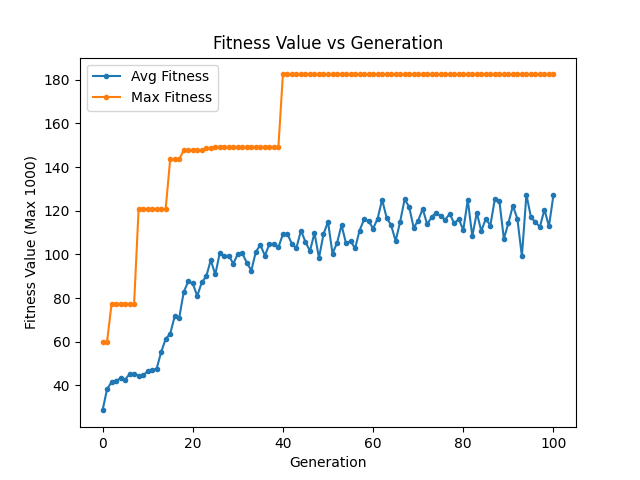 Fitness Value vs Generation
Avg Fitness
Max Fitness
Fitness Value (Max 1000)
180
160
140
120
100
80
60
40
0 20 40 60 80 100
Generation